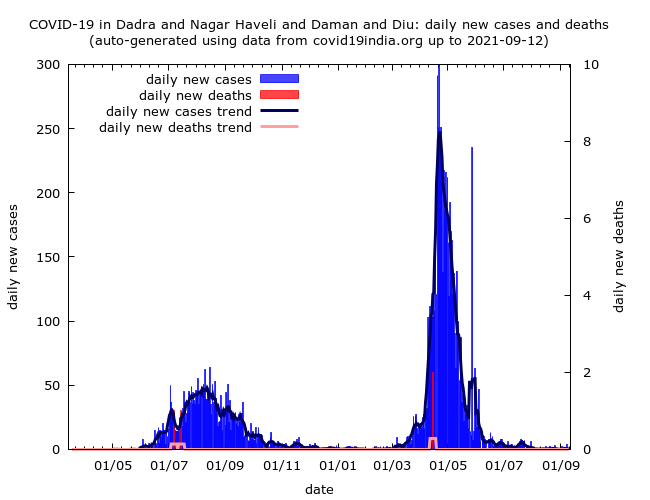 COVID-19 in Dadra and Nagar Haveli and Daman and Diu: daily new cases and deaths
(auto-generated using data from covid19india.org up to 2021-09-12)
daily new cases
daily new deaths
daily new cases trend
daily new deaths trend
300
250
200
150
100
50
0
10
8
6
4
2
0
daily new cases
daily new deaths
01/05 01/07 01/09 01/11 01/01 01/03 01/05 01/07 01/09
date